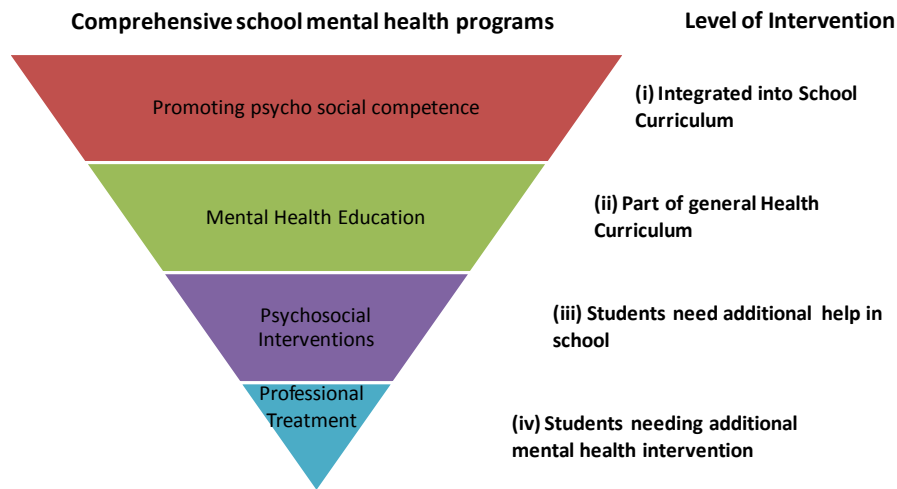 Comprehensive school mental health programs
Level of Intervention
Promoting psycho social competence
(i) Integrated into School
Curriculum
Mental Health Education
(ii) Part of general Health
Curriculum
Psychosocial
Interventions
(iii) Students need additional help in
school
Professional
Treatment
(iv) Students needing additional
mental health intervention